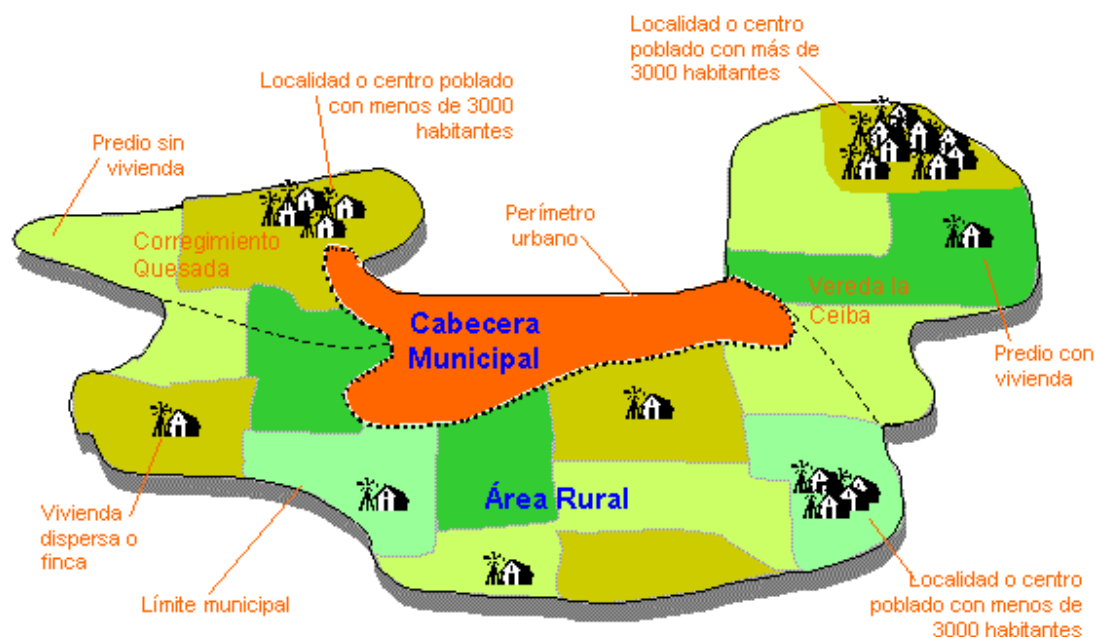 Localidad o centro
poblado con más de
3000 habitantes
Localidad o centro poblado
con menos de 3000
habitantes
Predio sin
vivienda
Perímetro
urbano
Corregimiento
Quesada
Vereda la
Ceiba
Cabecera
Municipal
Predio con
vivienda
Área Rural
Vivienda
dispersa o
finca
Límite municipal
Localidad o centro
poblado con menos de
3000 habitantes